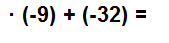 · (-9) + (-32) =